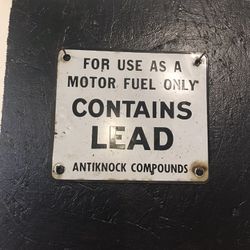 FOR USE AS A
MOTOR FUEL ONLY
CONTAINS
LEAD
ANTIKNOCK COMPOUNDS